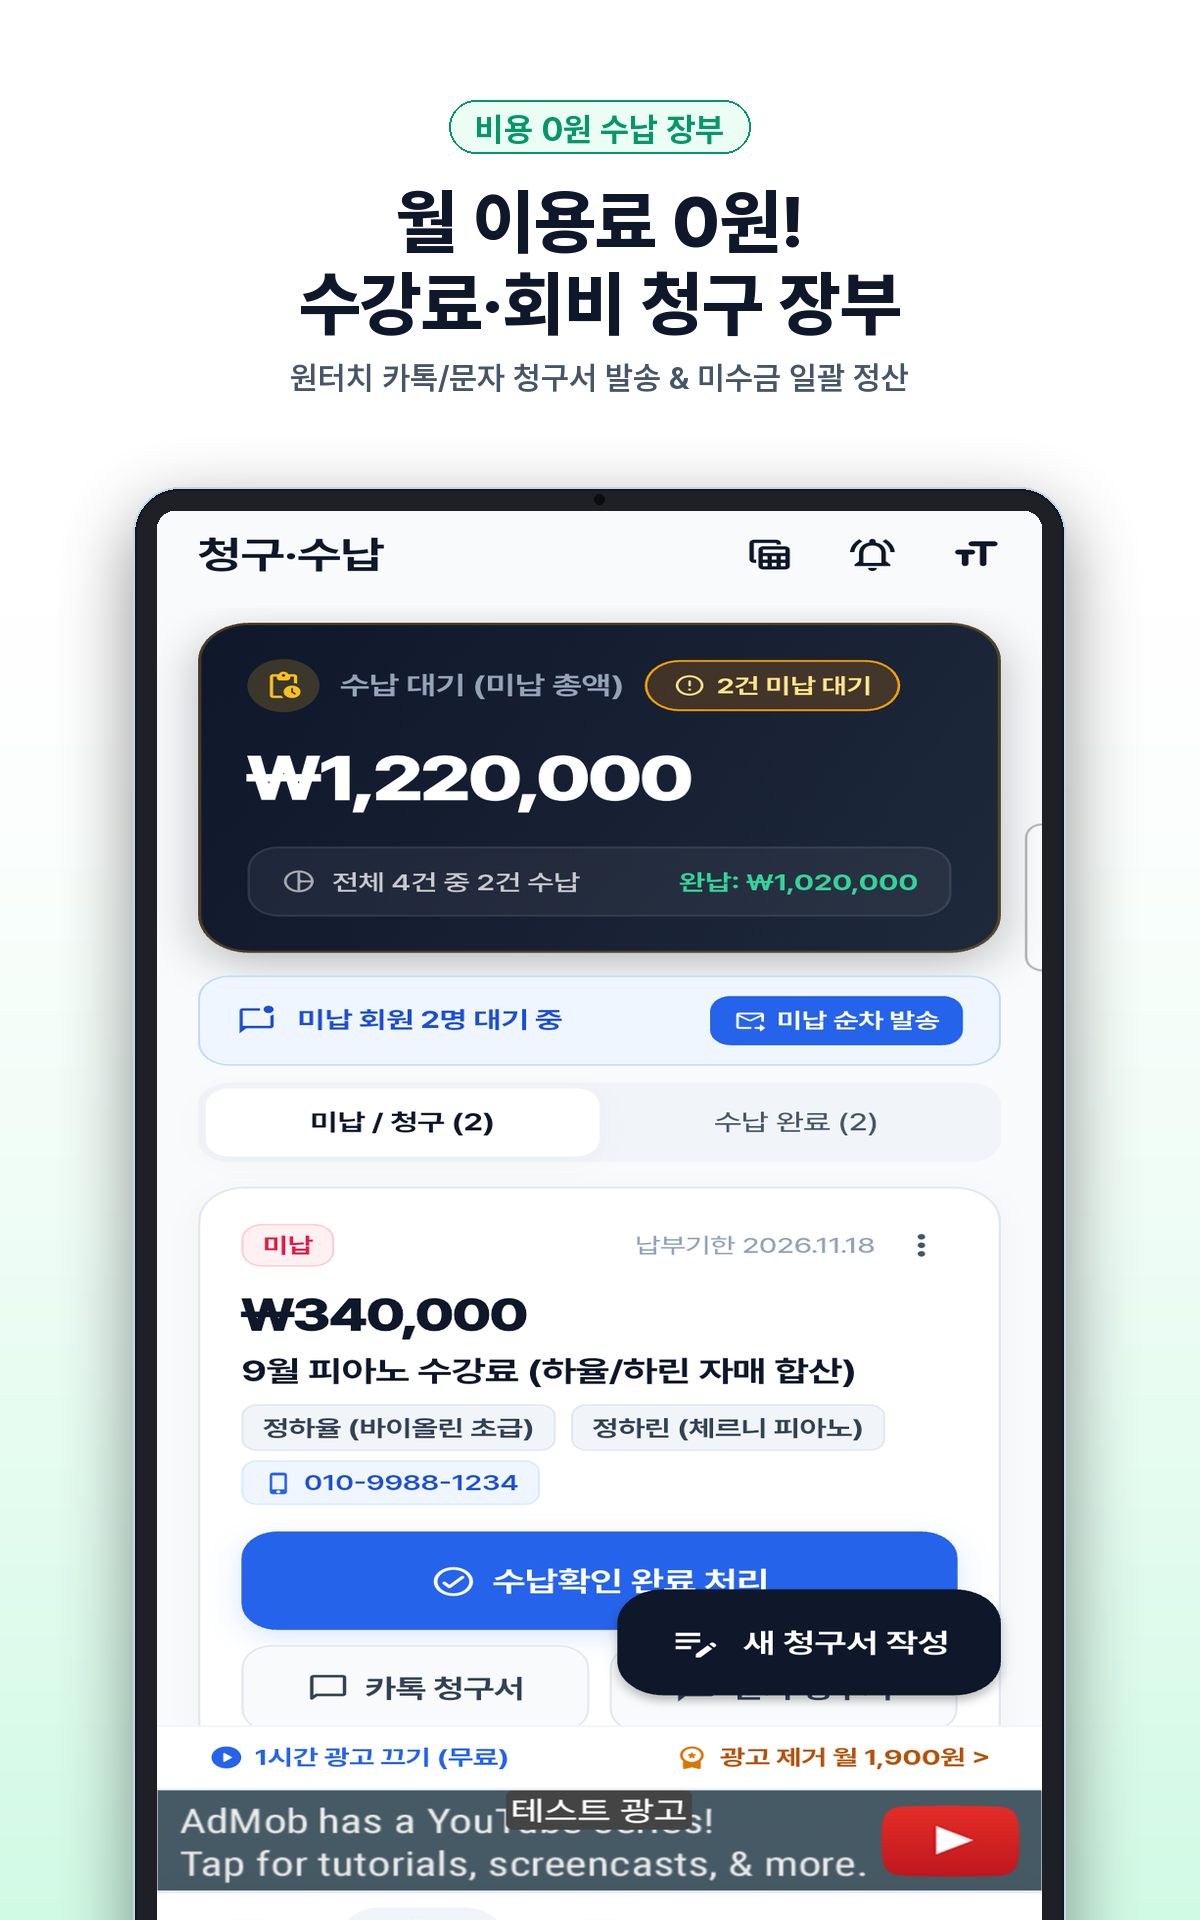 비용 0원 수납 장부
월 이용료 0원!
수강료·회비 청구 장부
원터치 카톡/문자 청구서 발송 & 미수금 일괄 정산
청구·수납
수납 대기 (미납 총액)
2건 미납 대기
₩1,220,000
전체 4건 중 2건 수납
완납: ₩1,020,000
미납 회원 2명 대기 중
미납 순차 발송
미납 / 청구 (2)
수납 완료 (2)
미납
납부기한 2026.11.18
₩340,000
9월 피아노 수강료 (하율/하린 자매 합산)
정하율 (바이올린 초급)
정하린 (체르니 피아노)
010-9988-1234
수납확인 완료 처리
새 청구서 작성
카톡 청구서
1시간 광고 끄기 (무료)
광고 제거 월 1,900원 >
테스트 광고
AdMob has a YouTube series!
Tap for tutorials, screencasts, & more.